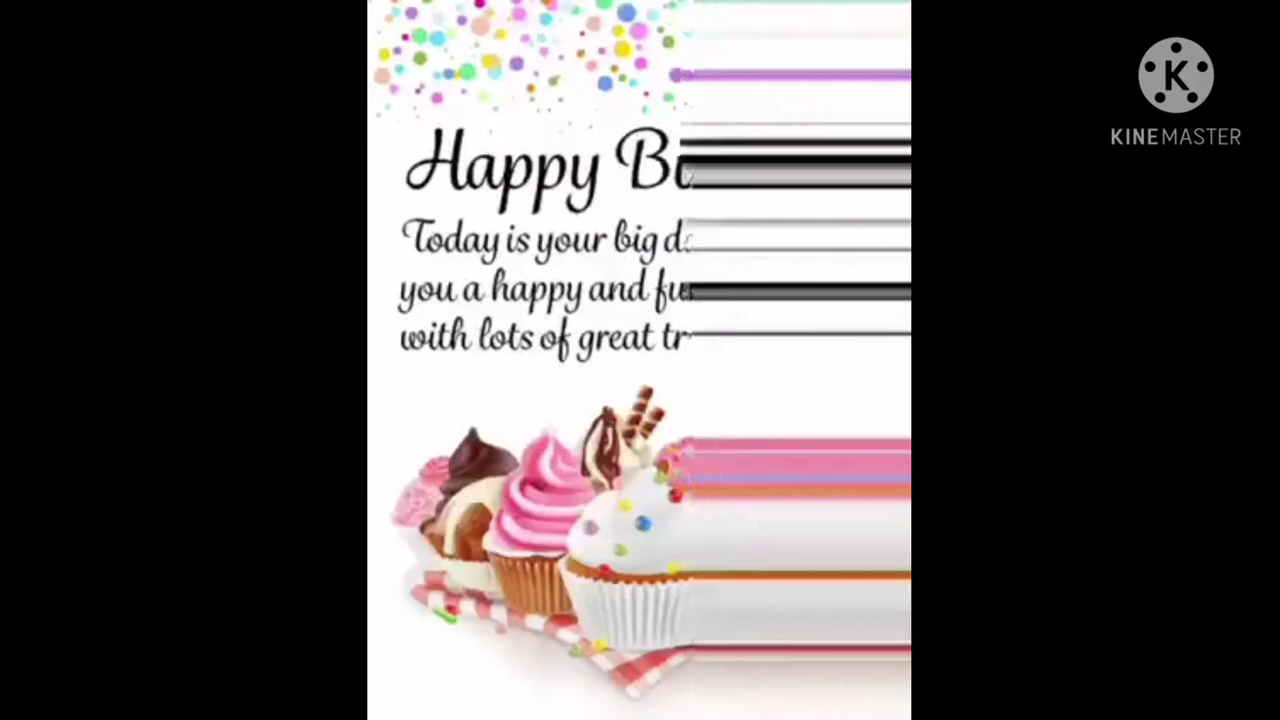 Happy
Today is your big
you a happy and
with lots of great
KINEMASTER